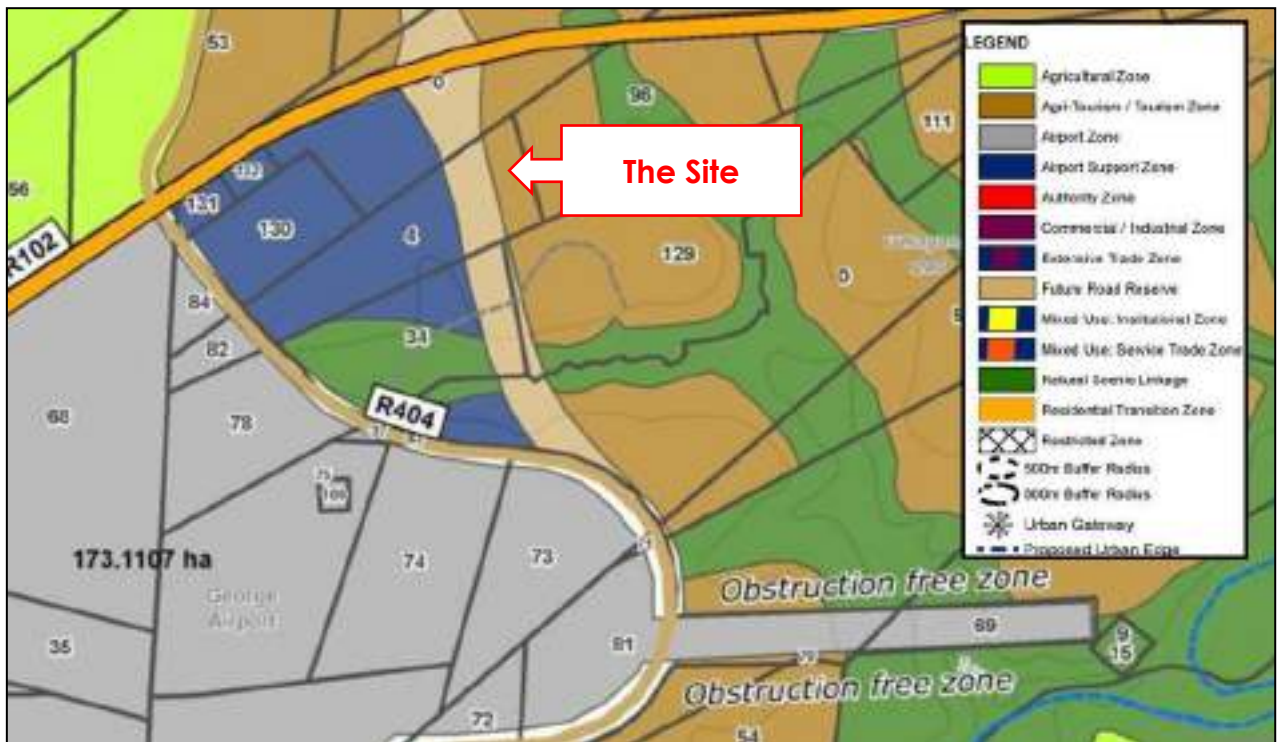 53
0
96
111
56
132
131
130
4
The Site
129
0
R102
84
82
34
68
78
R404
37
75
106
74
73
173.1107 ha
George
Airport
35
81
72
69
70
9
15
54
Obstruction free zone
Obstruction free zone
LEGEND
Agricultural Zone
Agri-Tourism / Tourism Zone
Airport Zone
Airport Support Zone
Authority Zone
Commercial / Industrial Zone
Extensive Trade Zone
Future Road Reserve
Mixed Use: Institutional Zone
Mixed Use: Service Trade Zone
Natural Scenic Linkage
Residential Transition Zone
Restricted Zone
500m Buffer Radius
800m Buffer Radius
Urban Gateway
Proposed Urban Edge